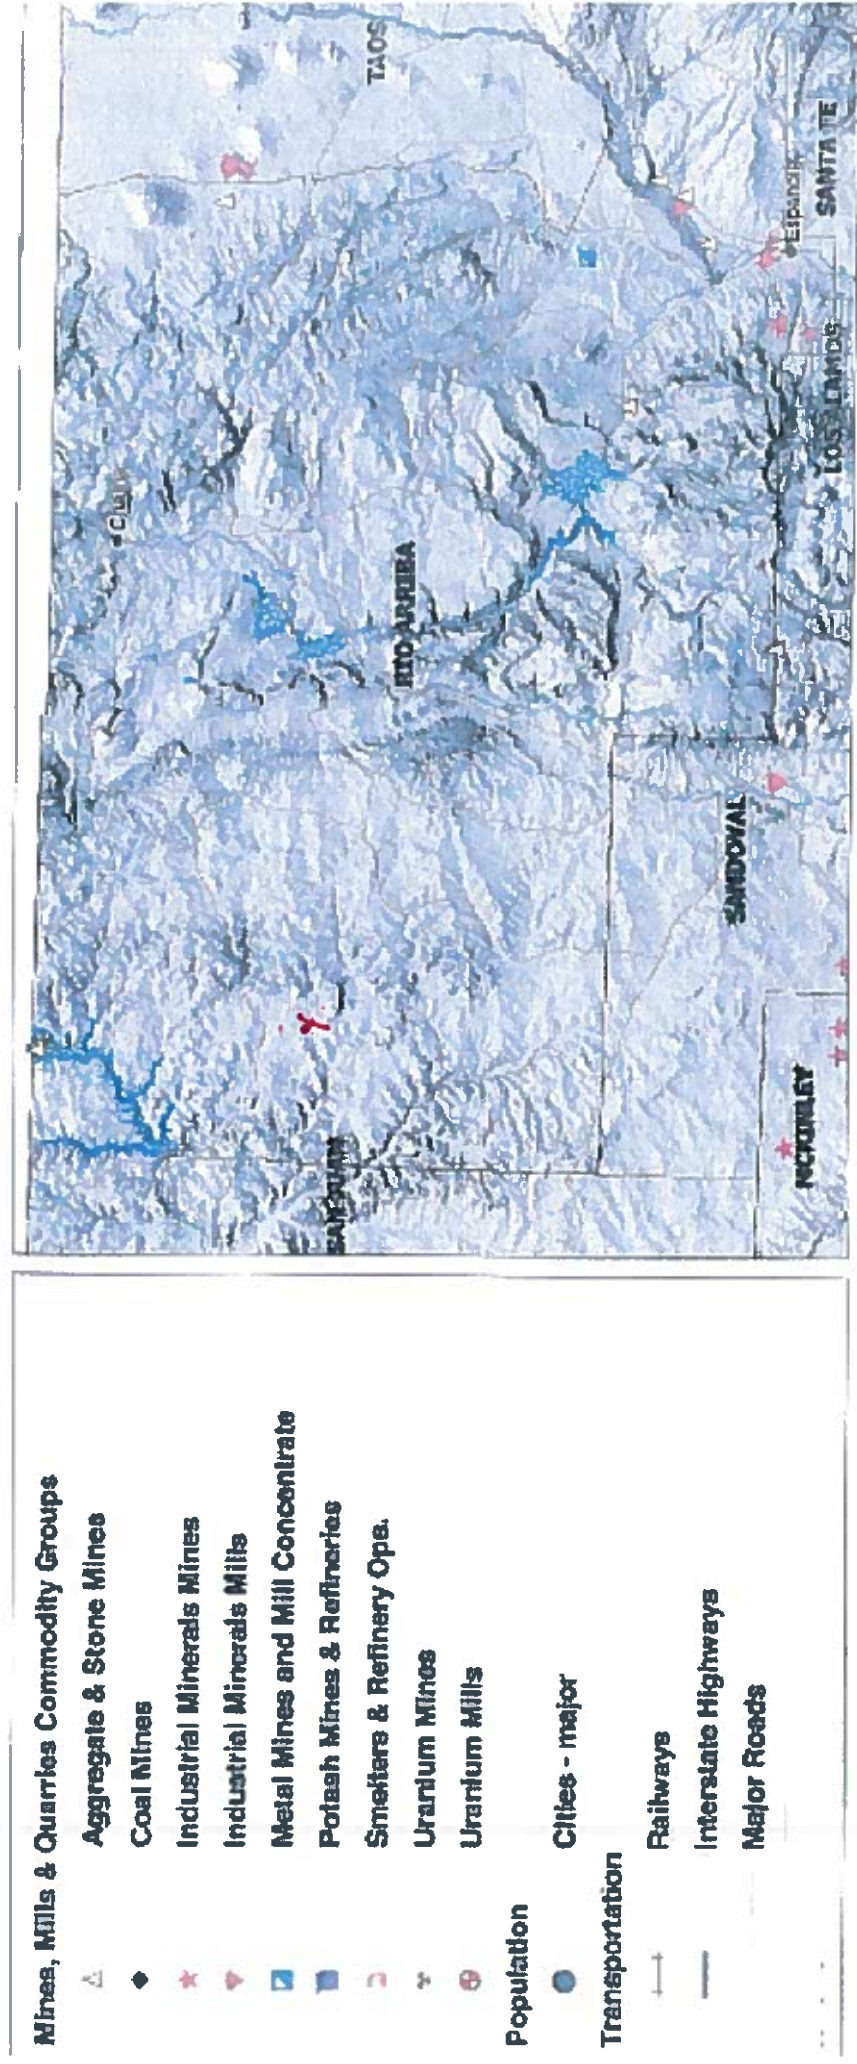 Mines, Mills & Quarries Commodity Groups
Aggregate & Stone Mines
Coal Mines
Industrial Minerals Mines
Industrial Minerals Mills
Metal Mines and Mill Concentrate
Potash Mines & Refineries
Smelters & Refinery Ops.
Uranium Mines
Uranium Mills
Population
Cities - major
Transportation
Railways
Interstate Highways
Major Roads
TAOS
RIO ARRIBA
SAN JUAN
Espanola
SANTA FE
LOS ALAMOS
SANDOVAL
MCKINLEY